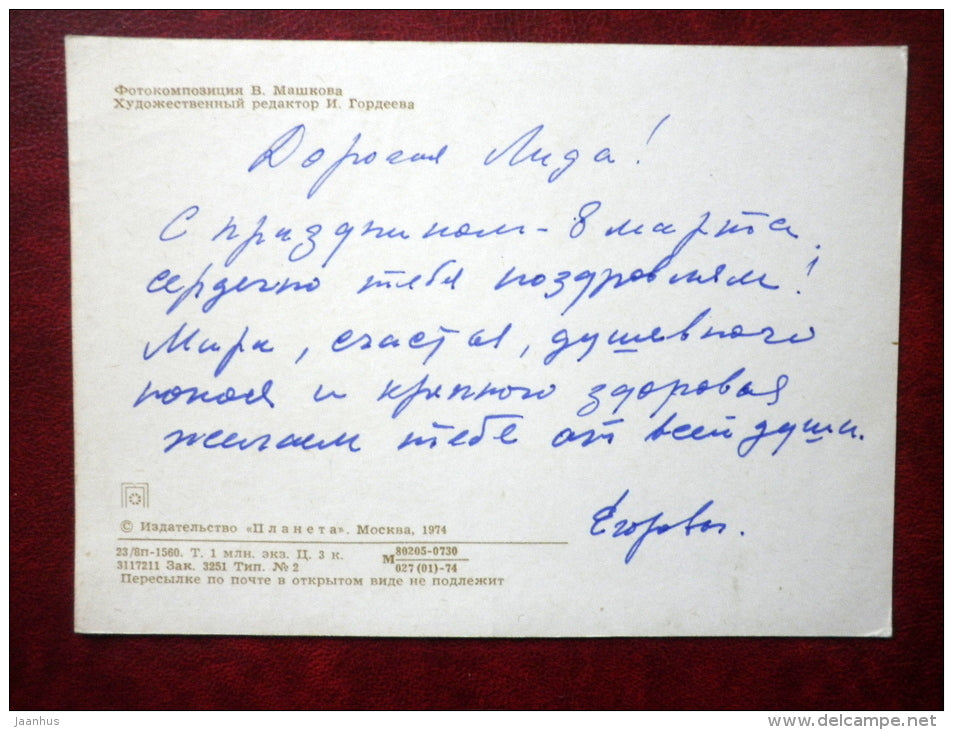 Фотокомпозиция В. Машкова
Художественный редактор И. Гордеева
Дорогая Лида!
С праздником - 8 марта
сердечно тебя поздравляем!
Мира, счастья, душевного
покоя и крепкого здоровья
желаем тебе от всей души.
Егоровы.
© Издательство «Планета». Москва, 1974
23/8п-1560. Т. 1 млн. экз. Ц. 3 к.
3117211 Зак. 3251 Тип. № 2
М 80205-0730
027 (01)-74
Пересылке по почте в открытом виде не подлежит
Jaanhus
delcampe.net